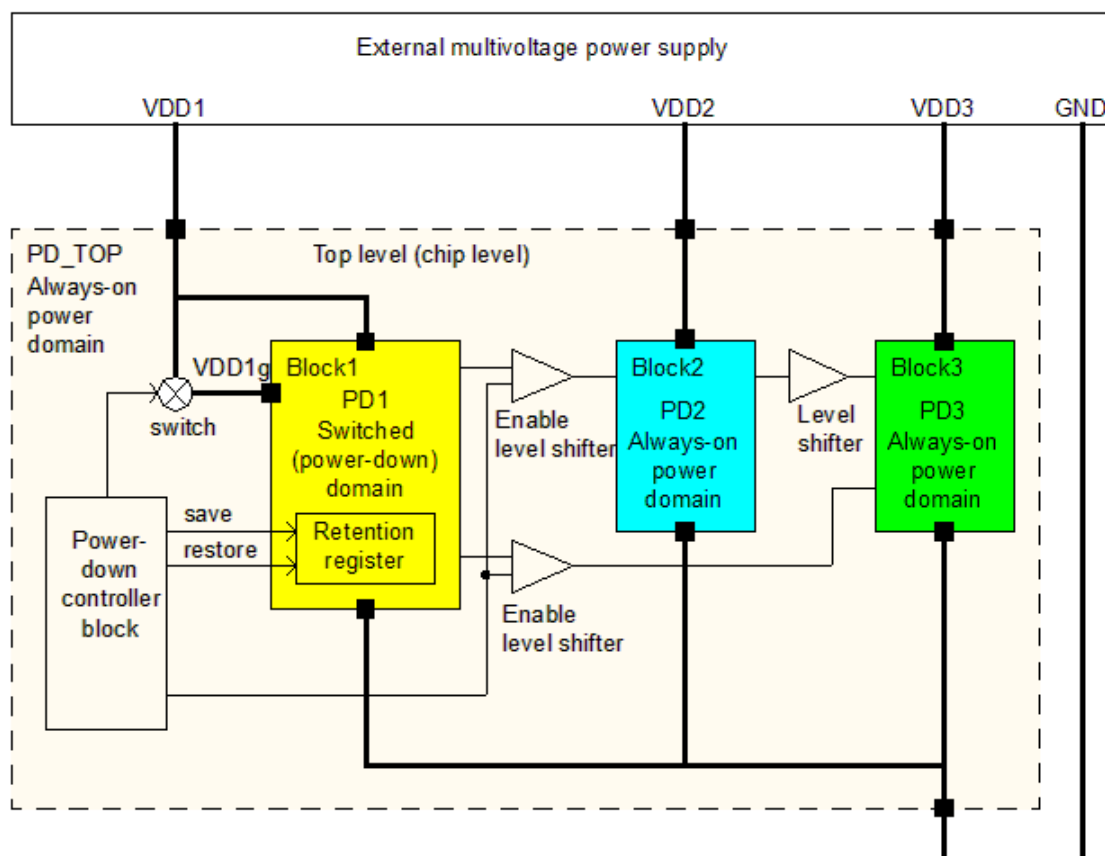 External multivoltage power supply
VDD1
VDD2
VDD3
GND
PD_TOP
Top level (chip level)
Always-on
power
domain
VDD1g
switch
Block1
PD1
Switched
(power-down)
domain
Retention
register
save
restore
Power-
down
controller
block
Enable
level shifter
Enable
level shifter
Block2
PD2
Always-on
power
domain
Level
shifter
Block3
PD3
Always-on
power
domain